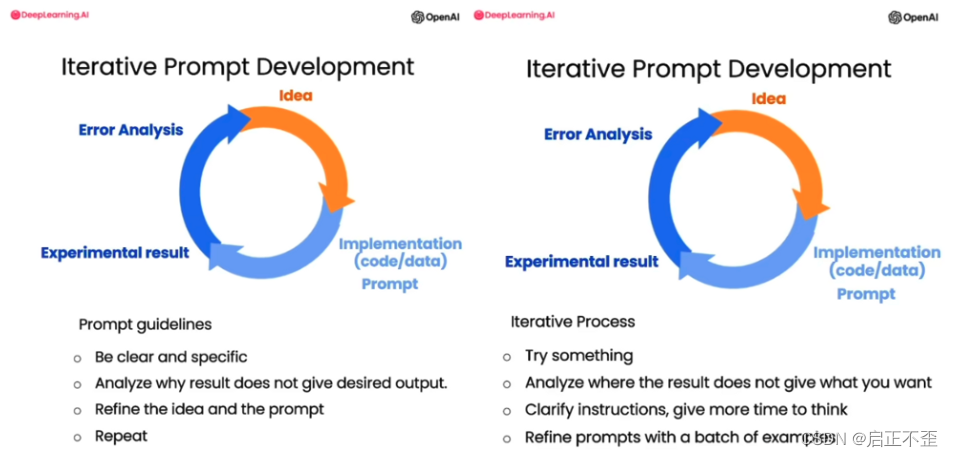 DeepLearning.AI
OpenAI
Iterative Prompt Development
Idea
Error Analysis
Experimental result
Implementation
(code/data)
Prompt
Prompt guidelines
Be clear and specific
Analyze why result does not give desired output.
Refine the idea and the prompt
Repeat
DeepLearning.AI
OpenAI
Iterative Prompt Development
Idea
Error Analysis
Experimental result
Implementation
(code/data)
Prompt
Iterative Process
Try something
Analyze where the result does not give what you want
Clarify instructions, give more time to think
Refine prompts with a batch of examples
CSDN @启正不歪